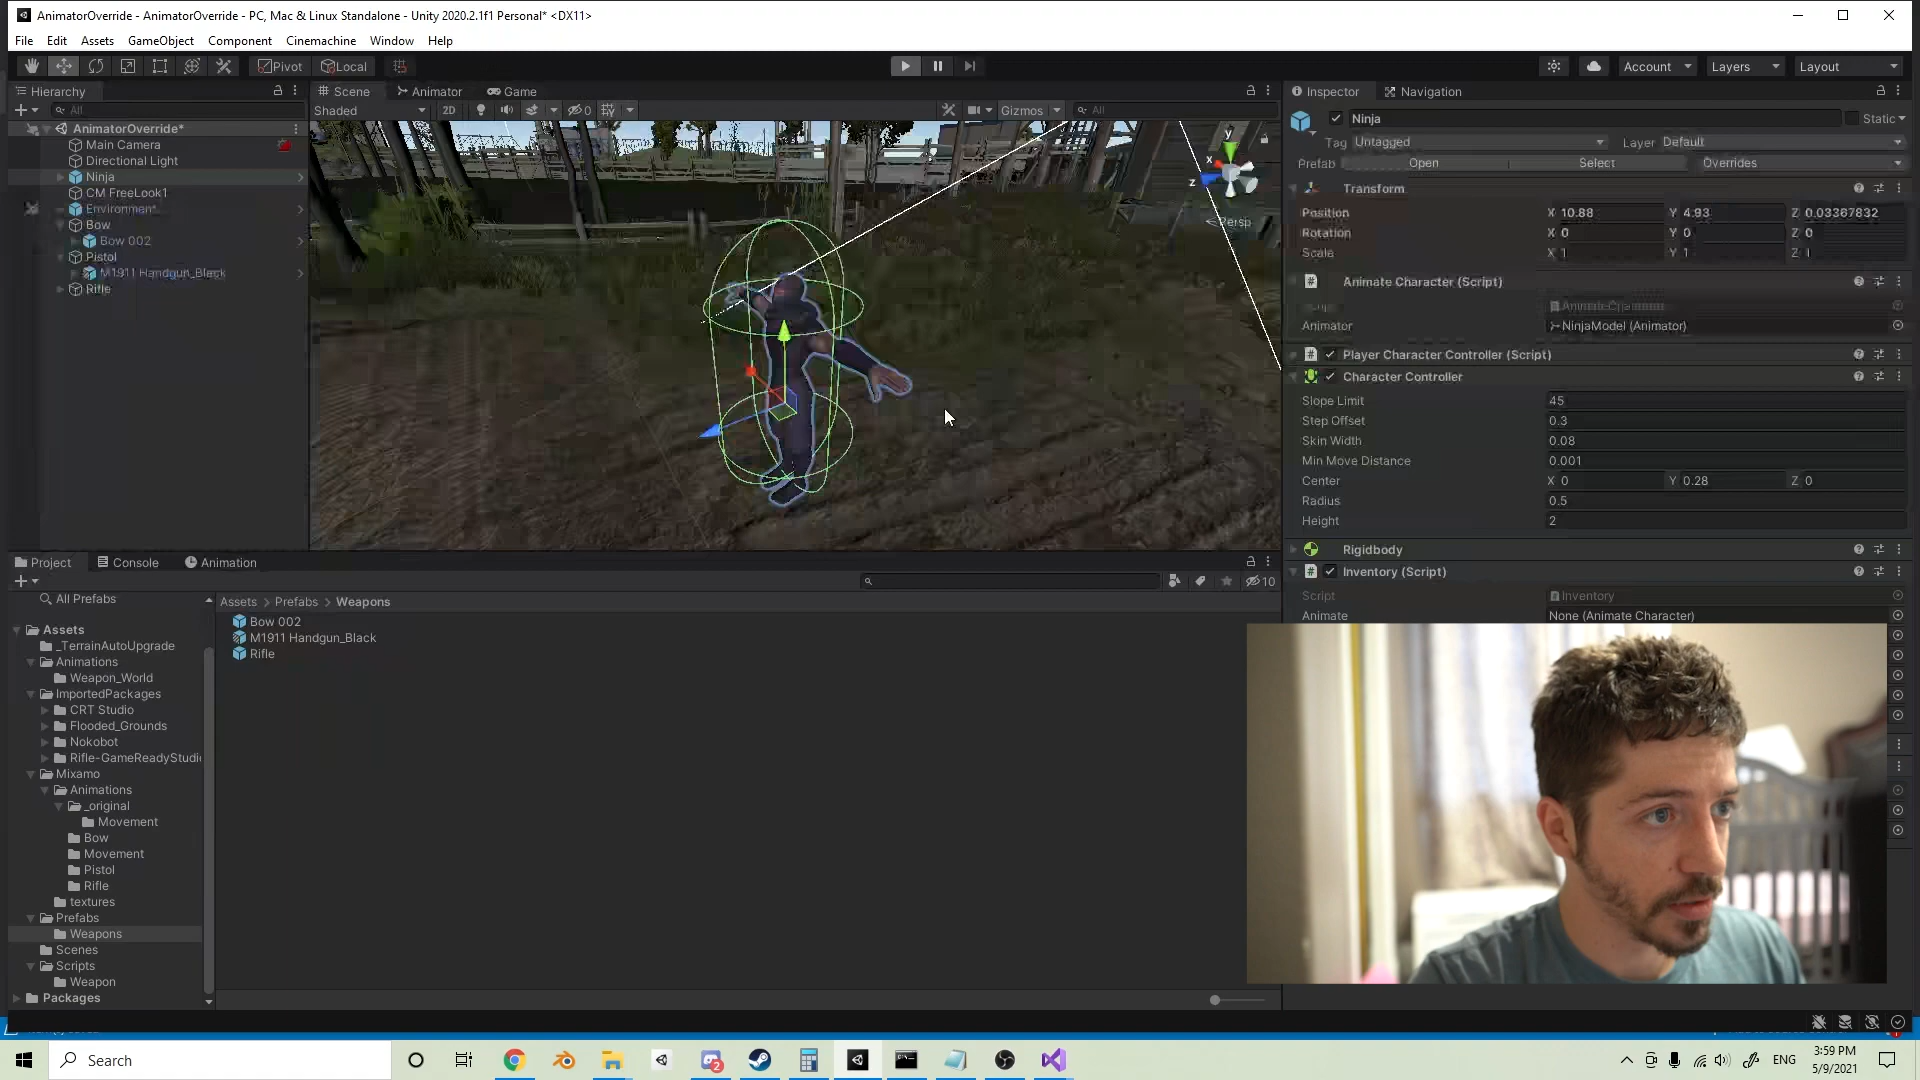 AnimatorOverride - AnimatorOverride - PC, Mac & Linux Standalone - Unity 2020.2.1f1 Personal* <DX11>
File Edit Assets GameObject Component Cinemachine Window Help
Pivot Local Account Layers Layout
Hierarchy
All
AnimatorOverride*
Main Camera
Directional Light
Ninja
CM FreeLook1
Environment
Bow
Bow 002
Pistol
M1911 Handgun_Black
Rifle
Scene Animator Game
Shaded 2D 0 Gizmos All
y
x
z
Persp
Inspector Navigation
Ninja Static
Tag Untagged Layer Default
Prefab Open Select Overrides
Transform
Position X 10.88 Y 4.93 Z 0.03367832
Rotation X 0 Y 0 Z 0
Scale X 1 Y 1 Z 1
Animate Character (Script)
Animator NinjaModel (Animator)
Player Character Controller (Script)
Character Controller
Slope Limit 45
Step Offset 0.3
Skin Width 0.08
Min Move Distance 0.001
Center X 0 Y 0.28 Z 0
Radius 0.5
Height 2
Rigidbody
Inventory (Script)
Script Inventory
Animate None (Animate Character)
Project Console Animation
10
All Prefabs
Assets
_TerrainAutoUpgrade
Animations
Weapon_World
ImportedPackages
CRT Studio
Flooded_Grounds
Nokobot
Rifle-GameReadyStudi
Mixamo
Animations
_original
Movement
Bow
Movement
Pistol
Rifle
textures
Prefabs
Weapons
Scenes
Scripts
Weapon
Packages
Assets > Prefabs > Weapons
Bow 002
M1911 Handgun_Black
Rifle
Search
2
ENG
3:59 PM
5/9/2021